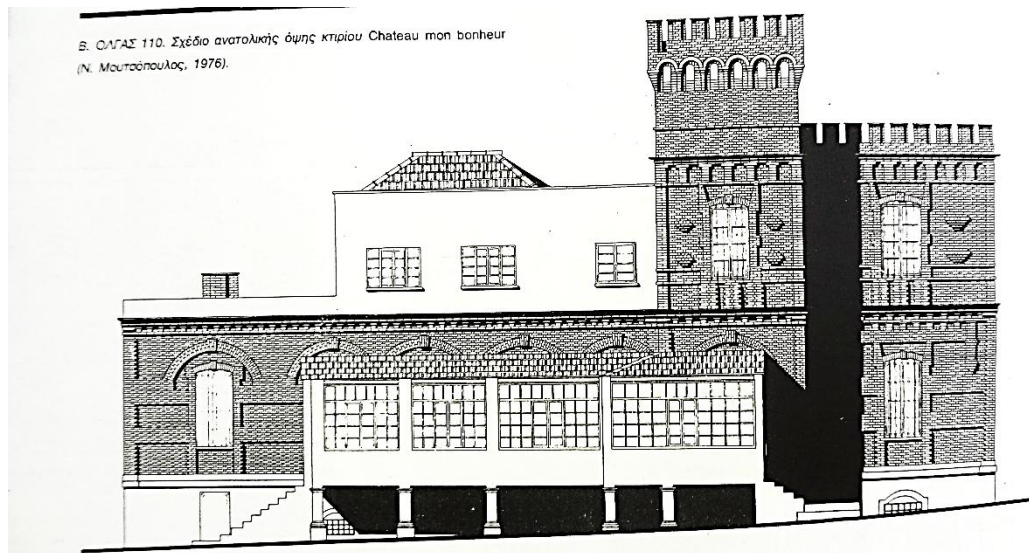 Β. ΟΛΓΑΣ 110. Σχέδιο ανατολικής όψης κτιρίου Chateau mon bonheur
(Ν. Μουτσόπουλος, 1976).